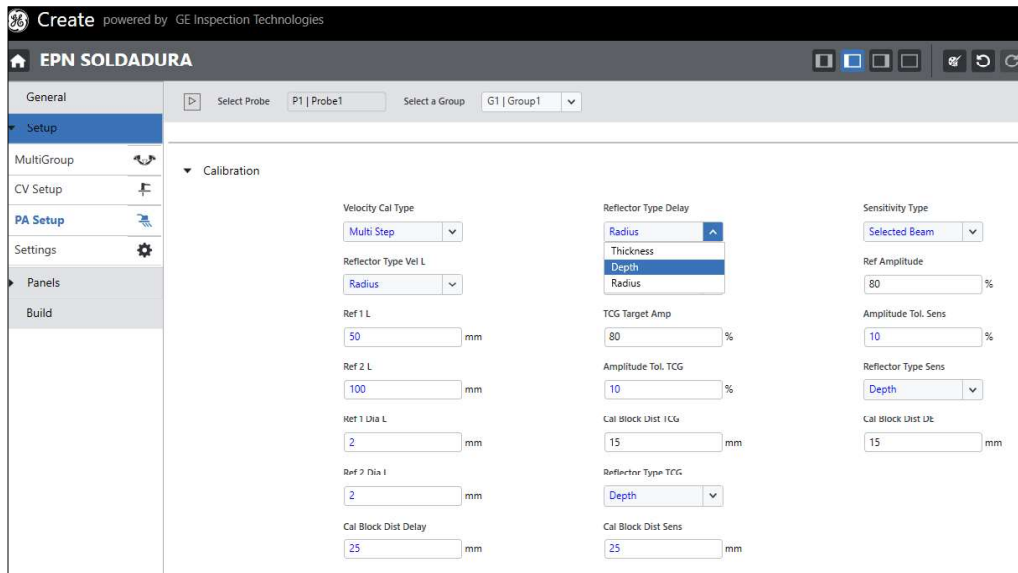 Create powered by GE Inspection Technologies
EPN SOLDADURA
General
Setup
MultiGroup
CV Setup
PA Setup
Settings
Panels
Build
Select Probe P1 | Probe1 Select a Group G1 | Group1
Calibration
Velocity Cal Type Reflector Type Delay Sensitivity Type
Multi Step Radius Selected Beam
Thickness
Depth
Radius
Reflector Type Vel L Ref Amplitude
Radius 80 %
Ref 1 L TCG Target Amp Amplitude Tol. Sens
50 mm 80 % 10 %
Ref 2 L Amplitude Tol. TCG Reflector Type Sens
100 mm 10 % Depth
Ref 1 Dia L Cal Block Dist TCG Cal Block Dist DE
2 mm 15 mm 15 mm
Ref 2 Dia L Reflector Type TCG
2 mm Depth
Cal Block Dist Delay Cal Block Dist Sens
25 mm 25 mm